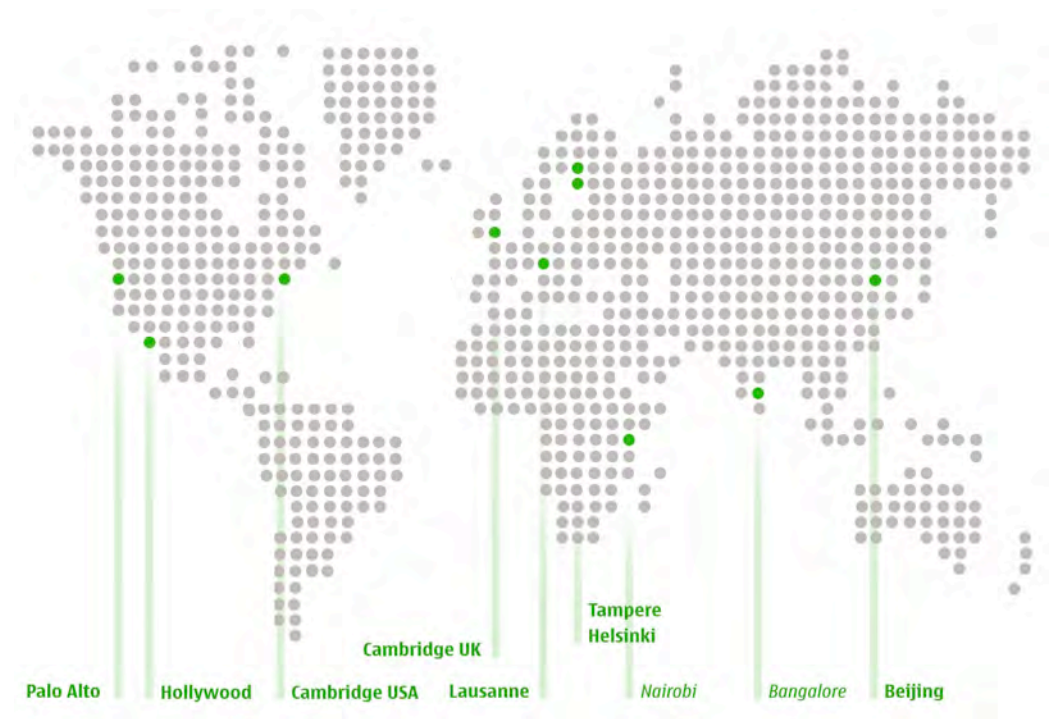 Tampere
Helsinki
Cambridge UK
Palo Alto
Hollywood
Cambridge USA
Lausanne
Nairobi
Bangalore
Beijing